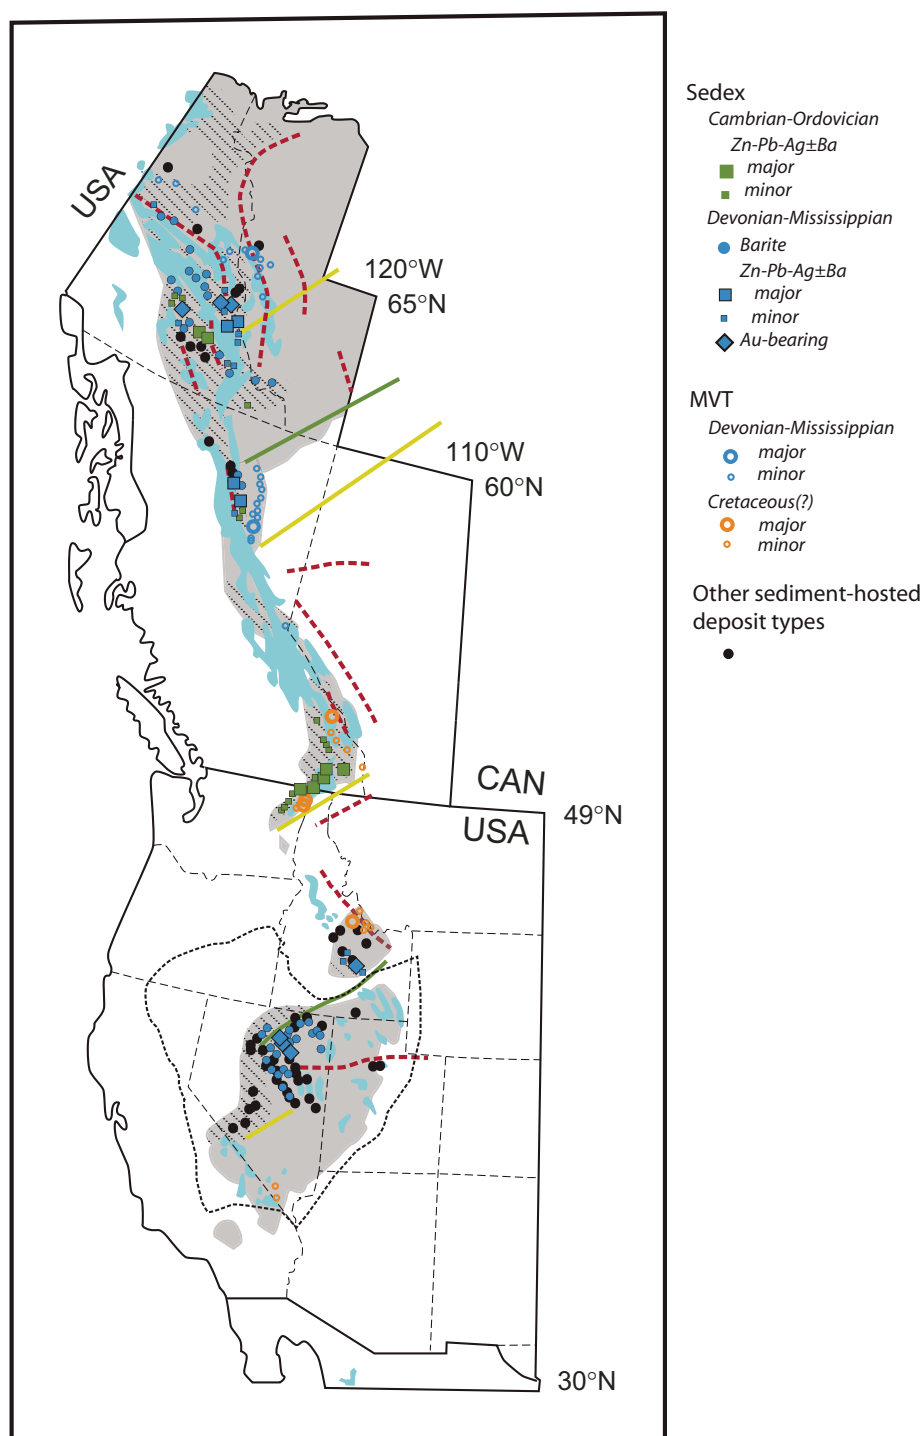 USA
120°W
65°N
110°W
60°N
CAN
USA
49°N
30°N
Sedex
Cambrian-Ordovician
Zn-Pb-Ag±Ba
major
minor
Devonian-Mississippian
Barite
Zn-Pb-Ag±Ba
major
minor
Au-bearing
MVT
Devonian-Mississippian
major
minor
Cretaceous(?)
major
minor
Other sediment-hosted
deposit types